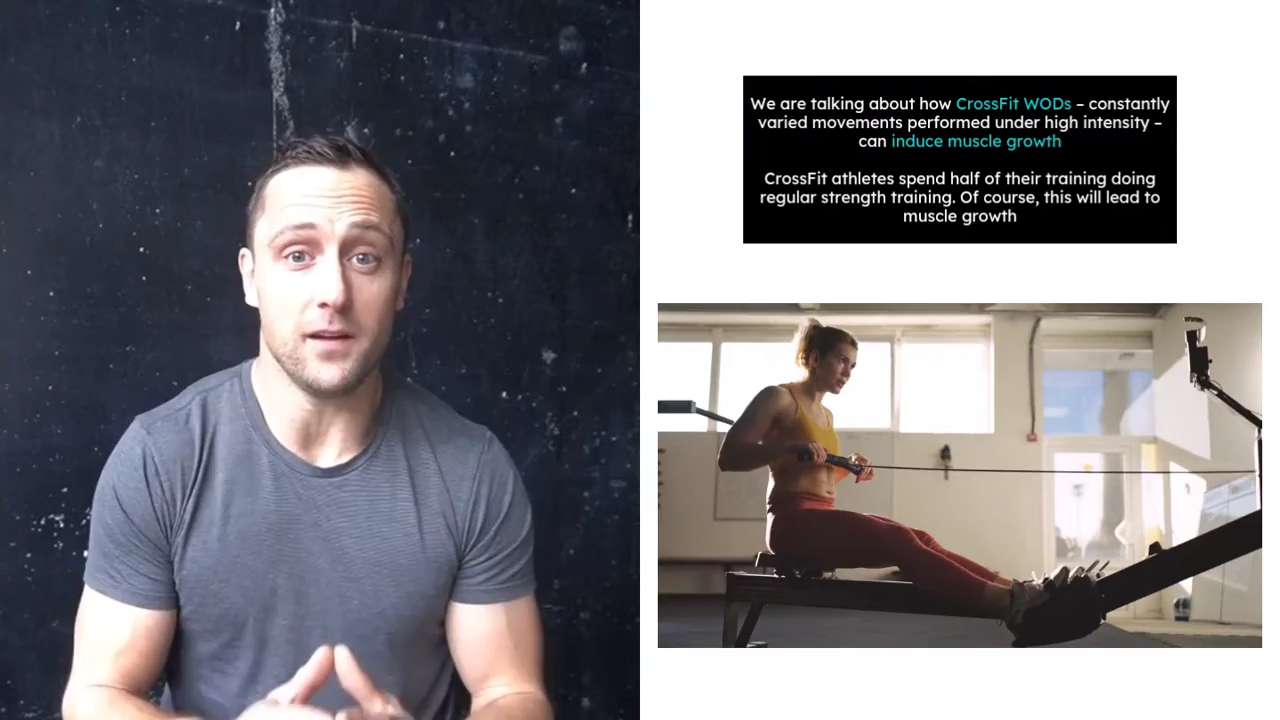 We are talking about how CrossFit WODs – constantly
varied movements performed under high intensity –
can induce muscle growth
CrossFit athletes spend half of their training doing
regular strength training. Of course, this will lead to
muscle growth